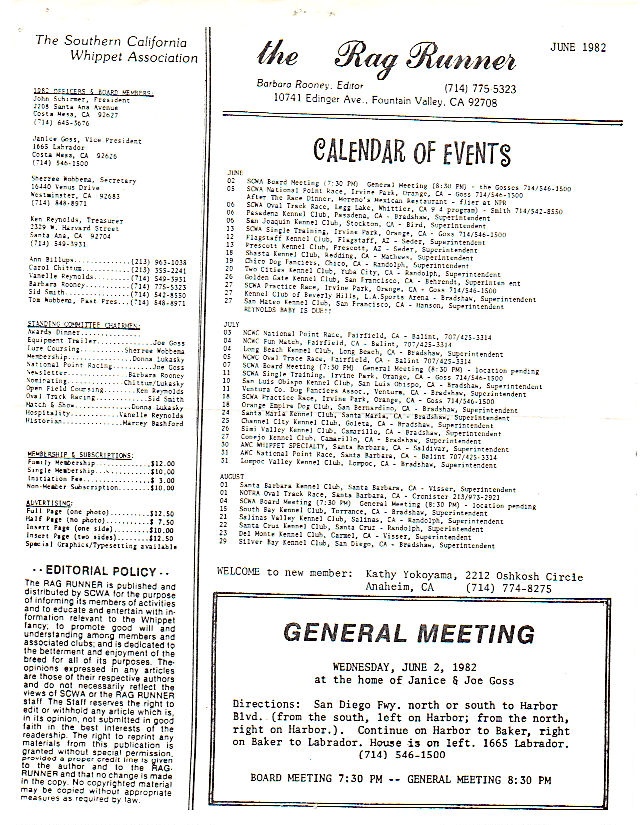 The Southern California
Whippet Association
1982 OFFICERS & BOARD MEMBERS:
John Schirmer, President
2208 Santa Ana Avenue
Costa Mesa, CA 92627
(714) 645-3676
Janice Goss, Vice President
1665 Labrador
Costa Mesa, CA 92626
(714) 546-1500
Sherree Wobbema, Secretary
16440 Venus Drive
Westminster, CA 92683
(714) 848-8971
Ken Reynolds, Treasurer
2329 W. Harvard Street
Santa Ana, CA 92704
(714) 549-3931
Ann Billups.........(213) 963-1038
Carol Chittum.......(213) 355-2241
Vanelle Reynolds....(714) 549-3931
Barbara Rooney......(714) 775-5323
Sid Smith...........(714) 542-8550
Tom Wobbema, Past Pres...(714) 848-8971
STANDING COMMITTEE CHAIRMEN:
Awards Dinner
Equipment Trailer...........Joe Goss
Lure Coursing.......Sherree Wobbema
Membership............Donna Lukasky
National Point Racing......Joe Goss
Newsletter...........Barbara Rooney
Nominating..........Chittum/Lukasky
Open Field Coursing....Ken Reynolds
Oval Track Racing.........Sid Smith
Match & Show..........Donna Lukasky
Hospitality........Vanelle Reynolds
Historian...........Marcey Bashford
MEMBERSHIP & SUBSCRIPTIONS:
Family Membership..........$12.00
Single Membership..........$10.00
Initiation Fee.............$ 3.00
Non-Member Subscription....$10.00
ADVERTISING:
Full Page (one photo)......$12.50
Half Page (no photo).......$ 7.50
Insert Page (one side).....$10.00
Insert Page (two sides)....$12.50
Special Graphics/Typesetting available
-- EDITORIAL POLICY --
The RAG RUNNER is published and
distributed by SCWA for the purpose
of informing its members of activities
and to educate and entertain with in-
formation relevant to the Whippet
fancy; to promote good will and
understanding among members and
associated clubs; and is dedicated to
the betterment and enjoyment of the
breed for all of its purposes. The
opinions expressed in any articles
are those of their respective authors
and do not necessarily reflect the
views of SCWA or the RAG RUNNER
staff. The Staff reserves the right to
edit or withhold any article which is,
in its opinion, not submitted in good
faith in the best interests of the
readership. The right to reprint any
materials from this publication is
granted without special permission,
provided a proper credit line is given
to the author and to the RAG-
RUNNER and that no change is made
in the copy. No copyrighted material
may be copied without appropriate
measures as required by law.
the Rag Runner
JUNE 1982
Barbara Rooney, Editor (714) 775-5323
10741 Edinger Ave., Fountain Valley, CA 92708
CALENDAR OF EVENTS
JUNE
02 SCWA Board Meeting (7:30 PM) General Meeting (8:30 PM) - the Gosses 714/546-1500
05 SCWA National Point Race, Irvine Park, Orange, CA - Goss 714/546-1500
After The Race Dinner, Moreno's Mexican Restaurant - flier at NPR
06 SCWA Oval Track Race, Legg Lake, Whittier, CA 9 4 program) - Smith 714/542-8550
06 Pasadena Kennel Club, Pasadena, CA - Bradshaw, Superintendent
06 San Joaquin Kennel Club, Stockton, CA - Bird, Superintendent
12 SCWA Single Training, Irvine Park, Orange, CA - Goss 714/546-1500
12 Flagstaff Kennel Club, Flagstaff, AZ - Seder, Superintendent
13 Prescott Kennel Club, Prescott, AZ - Seder, Superintendent
18 Shasta Kennel Club, Redding, CA - Mathews, Superintendent
19 Chico Dog Fanciers, Chico, CA - Randolph, Superintendent
20 Two Cities Kennel Club, Yuba City, CA - Randolph, Superintendent
26 Golden Gate Kennel Club, San Francisco, CA - Behrendt, Superintendent
27 SCWA Practice Race, Irvine Park, Orange, CA - Goss 714/546-1500
27 Kennel Club of Beverly Hills, L.A.Sports Arena - Bradshaw, Superintendent
27 San Mateo Kennel Club, San Francisco, CA - Hanson, Superintendent
REYNOLDS BABY IS DUE!!
JULY
03 NCWC National Point Race, Fairfield, CA - Balint, 707/425-3314
04 NCWC Fun Match, Fairfield, CA - Balint 707/425-3314
04 Long Beach Kennel Club, Long Beach, CA - Bradshaw, Superintendent
05 NCWC Oval Track Race, Fairfield, CA - Balint 707/425-3314
07 SCWA Board Meeting (7:30 PM) General Meeting (8:30 PM) - location pending
11 SCWA Single Training, Irvine Park, Orange, CA - Goss 714/546-1500
10 San Luis Obispo Kennel Club, San Luis Obispo, CA - Bradshaw, Superintendent
11 Ventura Co. Dog Fanciers Assoc., Ventura, CA - Bradshaw, Superintendent
18 SCWA Practice Race, Irvine Park, Orange, CA - Goss 714/546-1500
18 Orange Empire Dog Club, San Bernardino, CA - Bradshaw, Superintendent
24 Santa Maria Kennel Club, Santa Maria, CA - Bradshaw, Superintendent
25 Channel City Kennel Club, Goleta, CA - Bradshaw, Superintendent
26 Simi Valley Kennel Club, Camarillo, CA - Bradshaw, Superintendent
27 Conejo Kennel Club, Camarillo, CA - Bradshaw, Superintendent
30 AWC WHIPPET SPECIALTY, Santa Barbara, CA - Saldivar, Superintendent
31 AWC National Point Race, Santa Barbara, CA - Balint 707/425-3314
31 Lompoc Valley Kennel Club, Lompoc, CA - Bradshaw, Superintendent
AUGUST
01 Santa Barbara Kennel Club, Santa Barbara, CA - Visser, Superintendent
01 NOTRA Oval Track Race, Santa Barbara, CA - Cronister 213/973-2921
04 SCWA Board Meeting (7:30 PM) General Meeting (8:30 PM) - location pending
15 South Bay Kennel Club, Torrance, CA - Bradshaw, Superintendent
21 Salinas Valley Kennel Club, Salinas, CA - Randolph, Superintendent
22 Santa Cruz Kennel Club, Santa Cruz - Randolph, Superintendent
23 Del Monte Kennel Club, Carmel, CA - Visser, Superintendent
29 Silver Bay Kennel Club, San Diego, CA - Bradshaw, Superintendent
WELCOME to new member: Kathy Yokoyama, 2212 Oshkosh Circle
Anaheim, CA (714) 774-8275
GENERAL MEETING
WEDNESDAY, JUNE 2, 1982
at the home of Janice & Joe Goss
Directions: San Diego Fwy. north or south to Harbor
Blvd. (from the south, left on Harbor; from the north,
right on Harbor.). Continue on Harbor to Baker, right
on Baker to Labrador. House is on left. 1665 Labrador.
(714) 546-1500
BOARD MEETING 7:30 PM -- GENERAL MEETING 8:30 PM